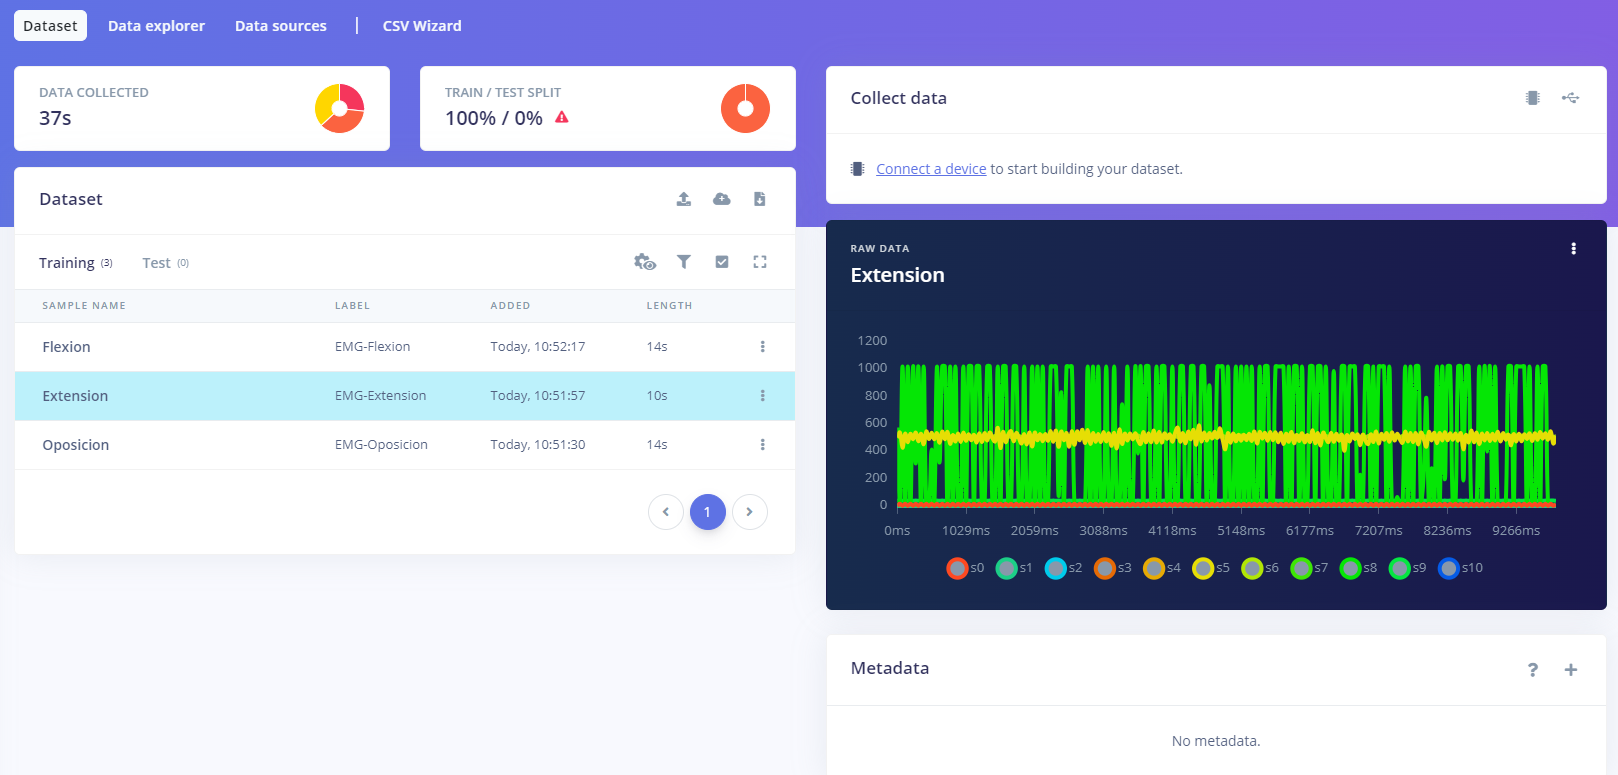 Dataset Data explorer Data sources | CSV Wizard
DATA COLLECTED
37s
TRAIN / TEST SPLIT
100% / 0%
Dataset
Training (3) Test (0)
SAMPLE NAME LABEL ADDED LENGTH
Flexion EMG-Flexion Today, 10:52:17 14s
Extension EMG-Extension Today, 10:51:57 10s
Oposicion EMG-Oposicion Today, 10:51:30 14s
1
Collect data
Connect a device to start building your dataset.
RAW DATA
Extension
1200
1000
800
600
400
200
0
0ms 1029ms 2059ms 3088ms 4118ms 5148ms 6177ms 7207ms 8236ms 9266ms
s0 s1 s2 s3 s4 s5 s6 s7 s8 s9 s10
Metadata
No metadata.